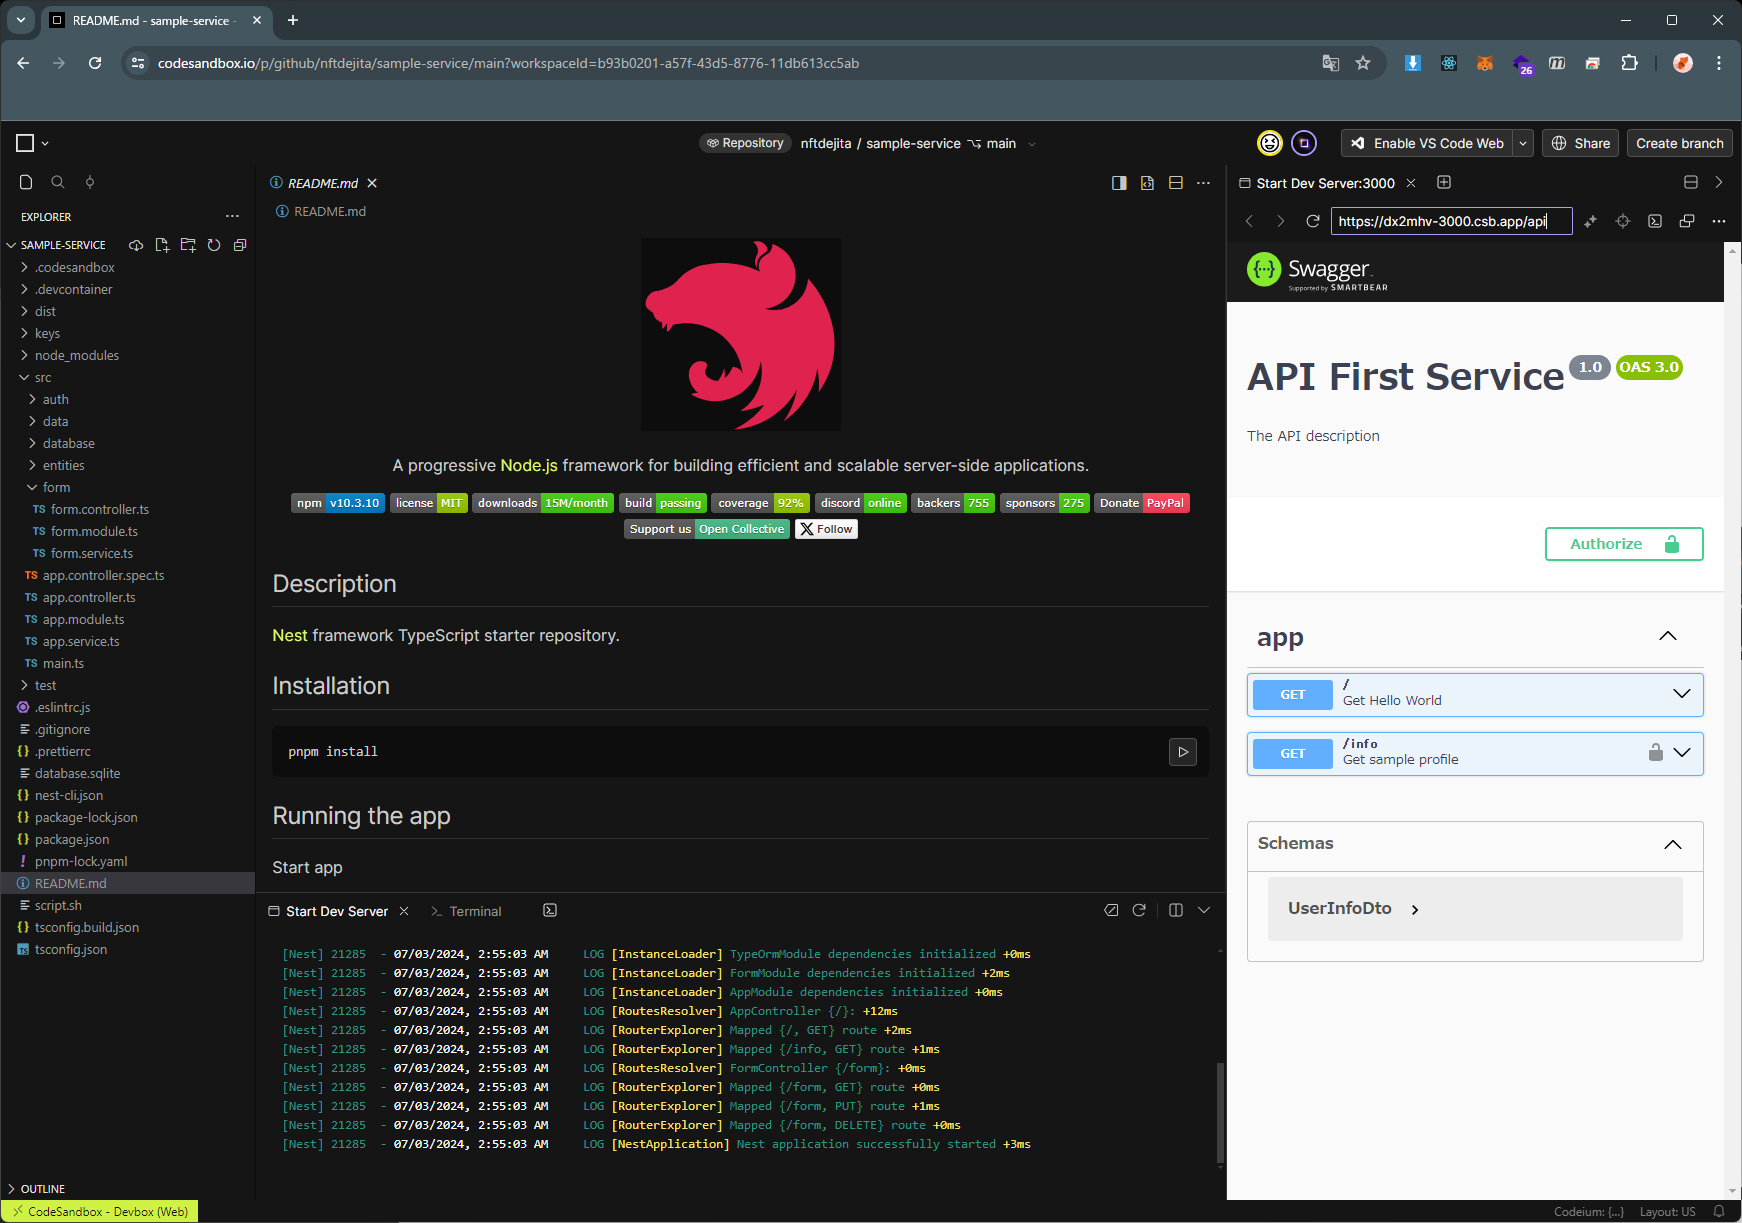 README.md - sample-service -
codesandbox.io/p/github/nftdejita/sample-service/main?workspaceId=b93b0201-a57f-43d5-8776-11db613cc5ab
26
Repository
nftdejita / sample-service
main
Enable VS Code Web
Share
Create branch
EXPLORER
SAMPLE-SERVICE
.codesandbox
.devcontainer
dist
keys
node_modules
src
auth
data
database
entities
form
TS form.controller.ts
TS form.module.ts
TS form.service.ts
TS app.controller.spec.ts
TS app.controller.ts
TS app.module.ts
TS app.service.ts
TS main.ts
test
.eslintrc.js
.gitignore
{} .prettierrc
database.sqlite
{} nest-cli.json
{} package-lock.json
{} package.json
! pnpm-lock.yaml
README.md
script.sh
{} tsconfig.build.json
TS tsconfig.json
OUTLINE
CodeSandbox - Devbox (Web)
README.md
README.md
A progressive Node.js framework for building efficient and scalable server-side applications.
npm v10.3.10 license MIT downloads 15M/month build passing coverage 92% discord online backers 755 sponsors 275 Donate PayPal
Support us Open Collective X Follow
Description
Nest framework TypeScript starter repository.
Installation
pnpm install
Running the app
Start app
Start Dev Server
Terminal
[Nest] 21285 - 07/03/2024, 2:55:03 AM LOG [InstanceLoader] TypeOrmModule dependencies initialized +0ms
[Nest] 21285 - 07/03/2024, 2:55:03 AM LOG [InstanceLoader] FormModule dependencies initialized +2ms
[Nest] 21285 - 07/03/2024, 2:55:03 AM LOG [InstanceLoader] AppModule dependencies initialized +0ms
[Nest] 21285 - 07/03/2024, 2:55:03 AM LOG [RoutesResolver] AppController {/}: +12ms
[Nest] 21285 - 07/03/2024, 2:55:03 AM LOG [RouterExplorer] Mapped {/, GET} route +2ms
[Nest] 21285 - 07/03/2024, 2:55:03 AM LOG [RouterExplorer] Mapped {/info, GET} route +1ms
[Nest] 21285 - 07/03/2024, 2:55:03 AM LOG [RoutesResolver] FormController {/form}: +0ms
[Nest] 21285 - 07/03/2024, 2:55:03 AM LOG [RouterExplorer] Mapped {/form, GET} route +0ms
[Nest] 21285 - 07/03/2024, 2:55:03 AM LOG [RouterExplorer] Mapped {/form, PUT} route +1ms
[Nest] 21285 - 07/03/2024, 2:55:03 AM LOG [RouterExplorer] Mapped {/form, DELETE} route +0ms
[Nest] 21285 - 07/03/2024, 2:55:03 AM LOG [NestApplication] Nest application successfully started +3ms
Start Dev Server:3000
https://dx2mhv-3000.csb.app/api
{···} Swagger.
Supported by SMARTBEAR
API First Service 1.0 OAS 3.0
The API description
Authorize
app
GET /
Get Hello World
GET /info
Get sample profile
Schemas
UserInfoDto
Codeium: {...}
Layout: US